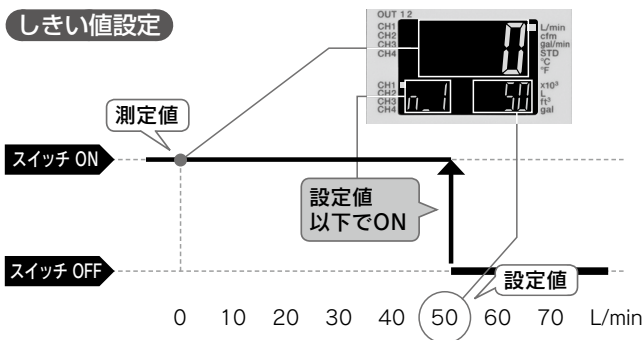 しきい値設定
OUT 1 2
CH1
CH2
CH3
CH4
0
L/min
cfm
gal/min
STD
°C
°F
CH1
CH2
CH3
CH4
n_1
50
x10³
L
ft³
gal
測定値
スイッチ ON
設定値
以下でON
スイッチ OFF
設定値
0 10 20 30 40 50 60 70 L/min